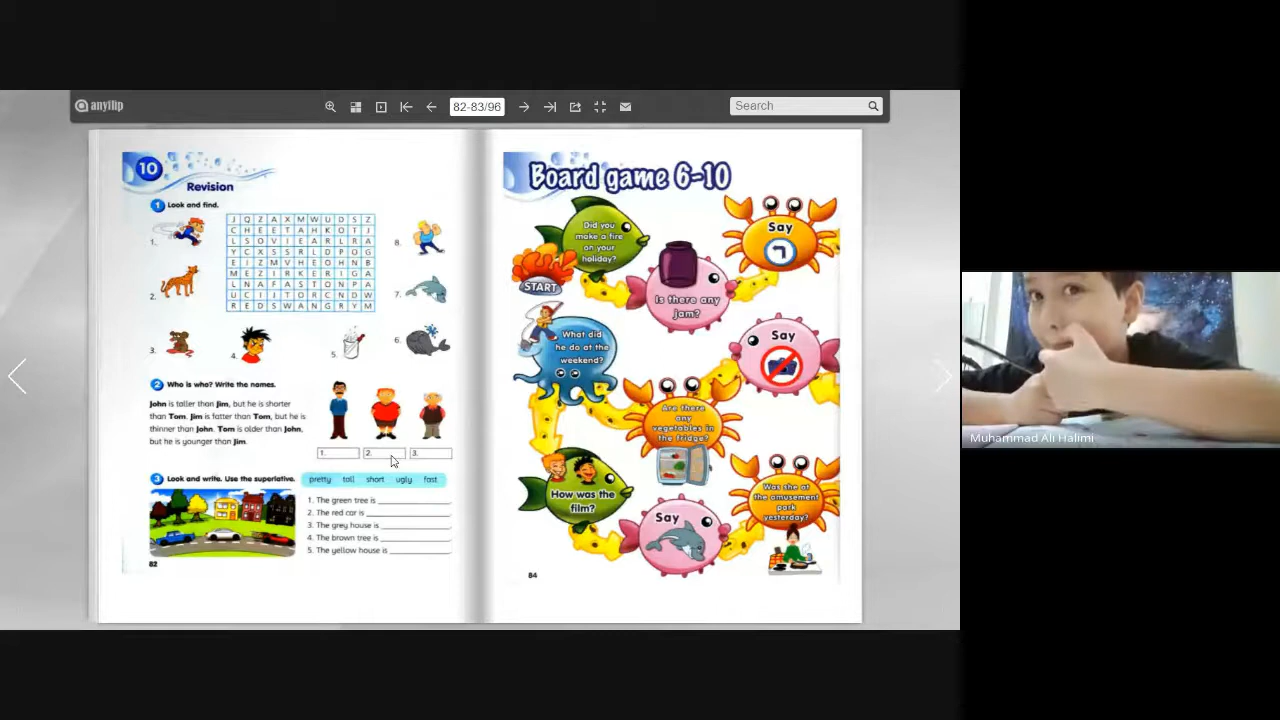 anyflip
82-83/96
Search
10
Revision
1 Look and find.
1.
2.
3.
4.
5.
6.
7.
8.
J Q Z A X M W U D S Z
C H E E T A H K O T J
L S O V I E A R L R A
Y C X S S R L D P O G
E I Z M V H E O H N B
M E Z I R K E R I G A
L N A F A S T O N P A
U C I J T O R C N D W
R E D S W A N G R Y M
2 Who is who? Write the names.
John is taller than Jim, but he is shorter
than Tom. Jim is fatter than Tom, but he is
thinner than John. Tom is older than John,
but he is younger than Jim.
1.
2.
3.
3 Look and write. Use the superlative.
pretty tall short ugly fast
1. The green tree is
2. The red car is
3. The grey house is
4. The brown tree is
5. The yellow house is
82
Board game 6-10
START
Did you
make a fire
on your
holiday?
Is there any
jam?
Say
What did
he do at the
weekend?
Say
Are there
any
vegetables in
the fridge?
How was the
film?
Say
Was she at
the amusement
park
yesterday?
84
Muhammad Ali Halimi